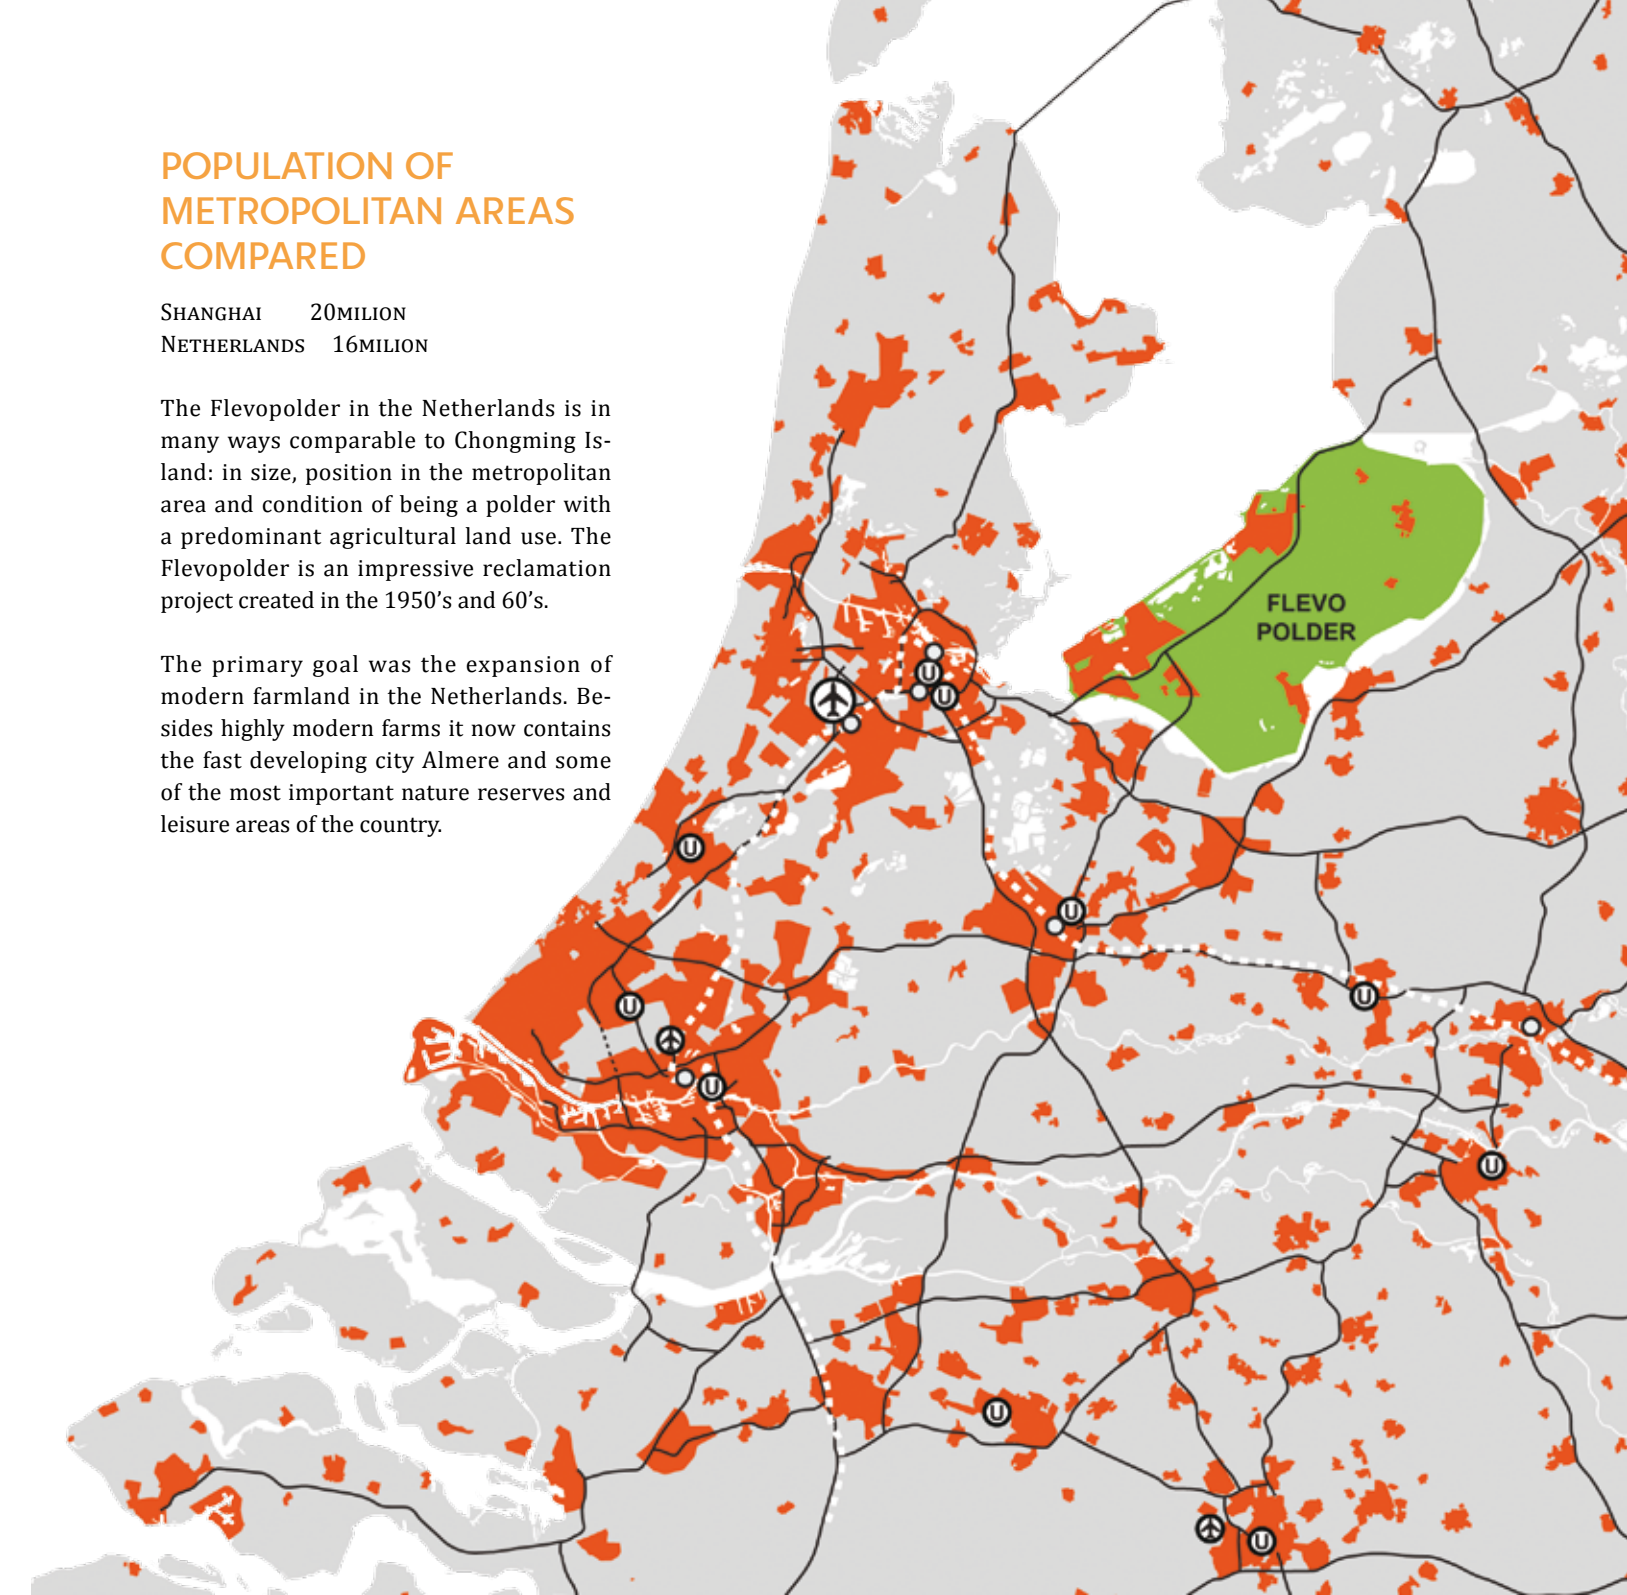 POPULATION OF
METROPOLITAN AREAS
COMPARED
Shanghai 20milion
Netherlands 16milion
The Flevopolder in the Netherlands is in
many ways comparable to Chongming Is-
land: in size, position in the metropolitan
area and condition of being a polder with
a predominant agricultural land use. The
Flevopolder is an impressive reclamation
project created in the 1950's and 60's.
The primary goal was the expansion of
modern farmland in the Netherlands. Be-
sides highly modern farms it now contains
the fast developing city Almere and some
of the most important nature reserves and
leisure areas of the country.
FLEVO
POLDER
U
U
U
U
U
U
U
U
U
U